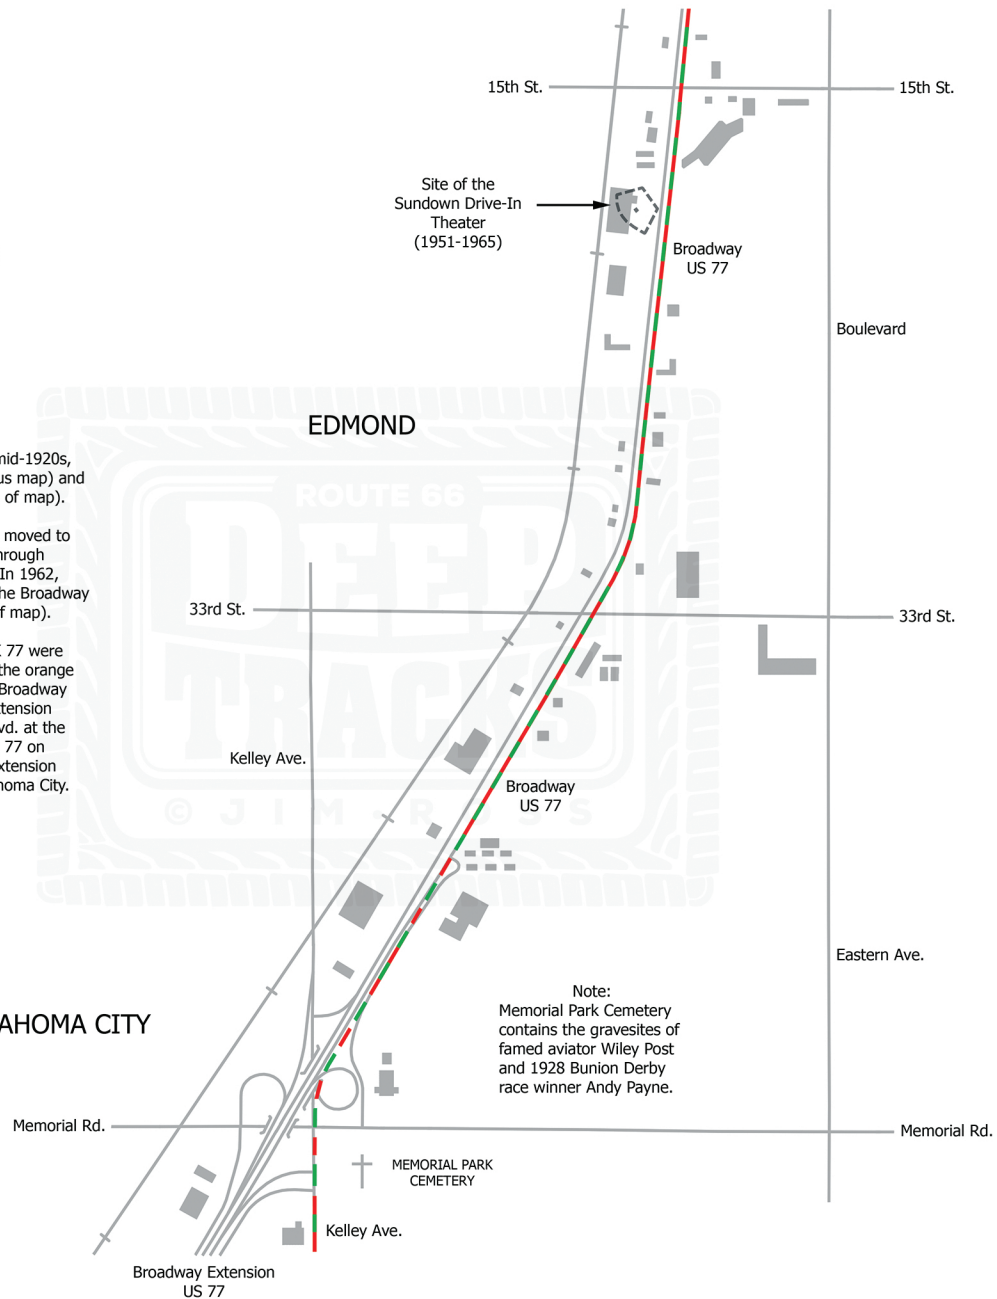 15th St.
15th St.
Site of the
Sundown Drive-In
Theater
(1951-1965)
Broadway
US 77
Boulevard
EDMOND
mid-1920s,
us map) and
of map).
moved to
hrough
In 1962,
he Broadway
f map).
77 were
the orange
Broadway
tension
vd. at the
77 on
xtension
homa City.
ROUTE 66
DEEP
TRACKS
33rd St.
33rd St.
Kelley Ave.
Broadway
US 77
Eastern Ave.
AHOMA CITY
Note:
Memorial Park Cemetery
contains the gravesites of
famed aviator Wiley Post
and 1928 Bunion Derby
race winner Andy Payne.
Memorial Rd.
Memorial Rd.
MEMORIAL PARK
CEMETERY
Kelley Ave.
Broadway Extension
US 77